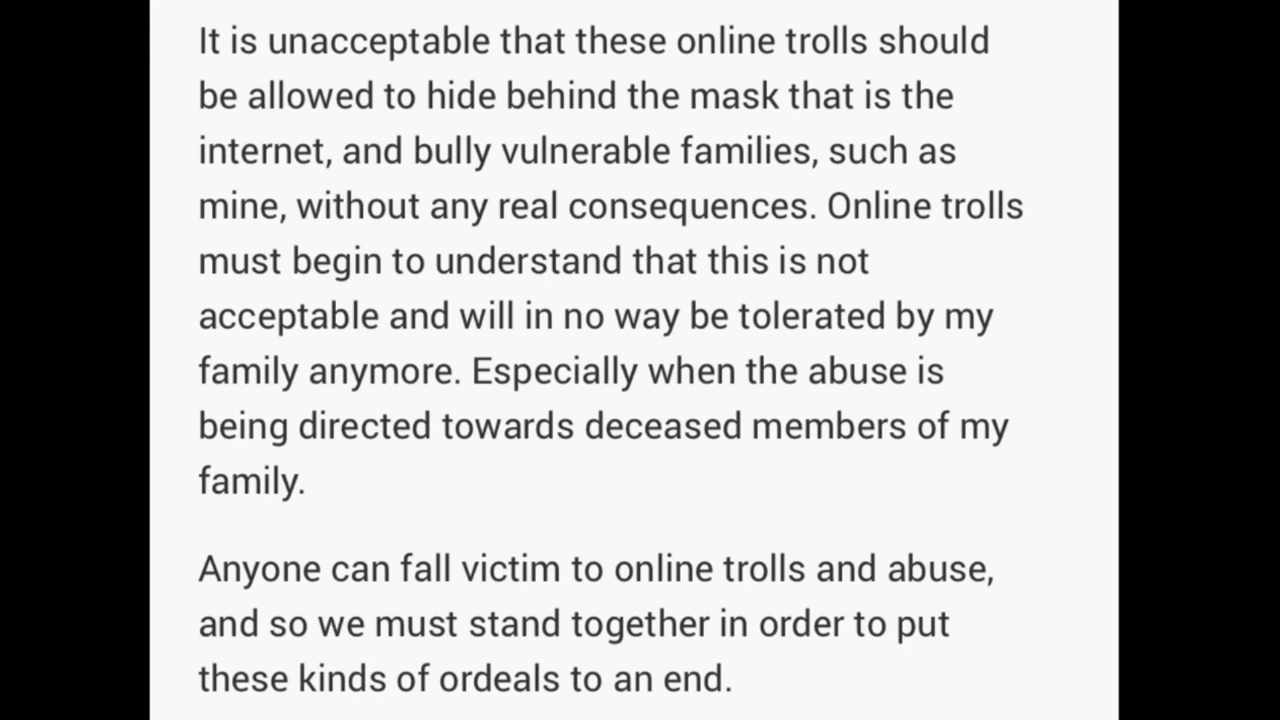 It is unacceptable that these online trolls should
be allowed to hide behind the mask that is the
internet, and bully vulnerable families, such as
mine, without any real consequences. Online trolls
must begin to understand that this is not
acceptable and will in no way be tolerated by my
family anymore. Especially when the abuse is
being directed towards deceased members of my
family.
Anyone can fall victim to online trolls and abuse,
and so we must stand together in order to put
these kinds of ordeals to an end.